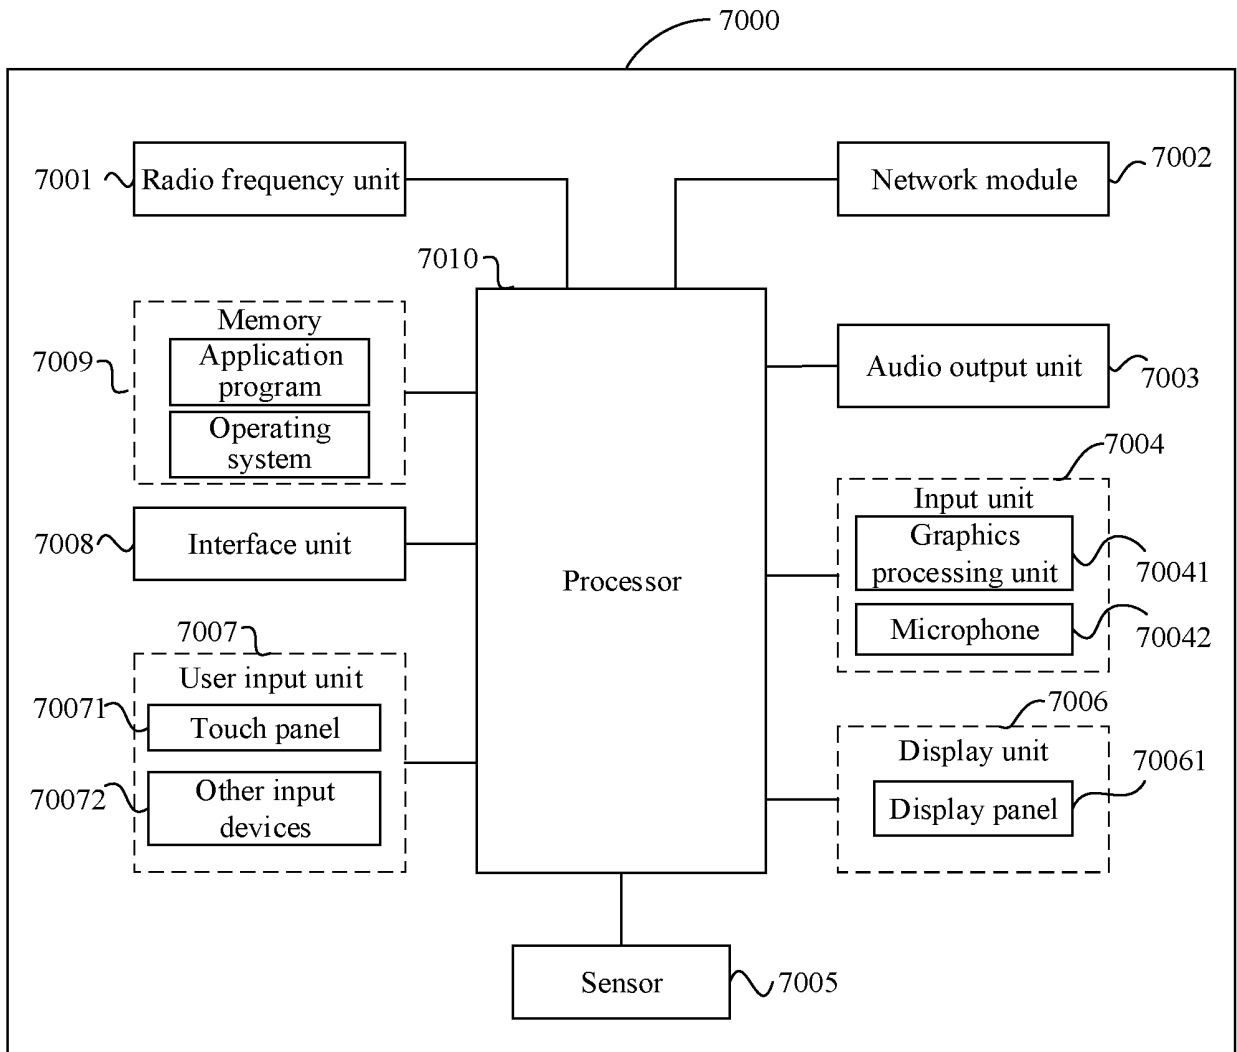 7000
7001
Radio frequency unit
Network module
7002
7010
Memory
7009
Application
program
Operating
system
Audio output unit
7003
7004
Input unit
Graphics
processing unit
70041
Microphone
70042
7008
Interface unit
Processor
7007
User input unit
70071
Touch panel
70072
Other input
devices
7006
Display unit
70061
Display panel
Sensor
7005